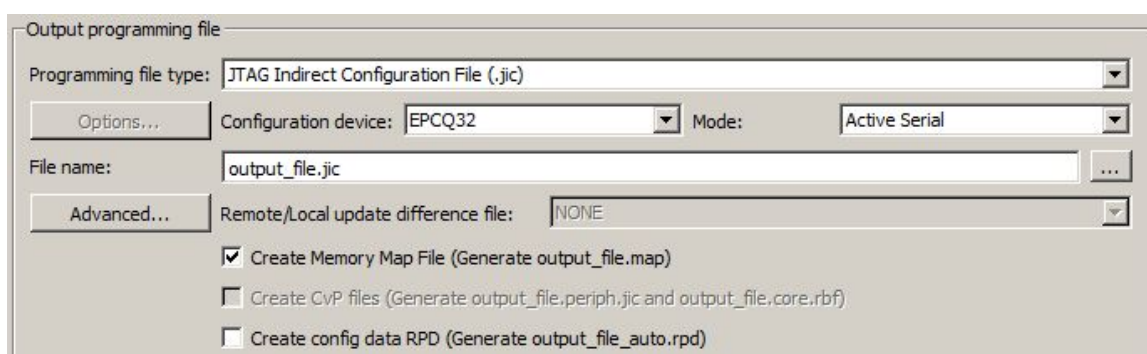 Output programming file
Programming file type: JTAG Indirect Configuration File (.jic)
Options... Configuration device: EPCQ32 Mode: Active Serial
File name: output_file.jic ...
Advanced... Remote/Local update difference file: NONE
Create Memory Map File (Generate output_file.map)
Create CvP files (Generate output_file.periph.jic and output_file.core.rbf)
Create config data RPD (Generate output_file_auto.rpd)